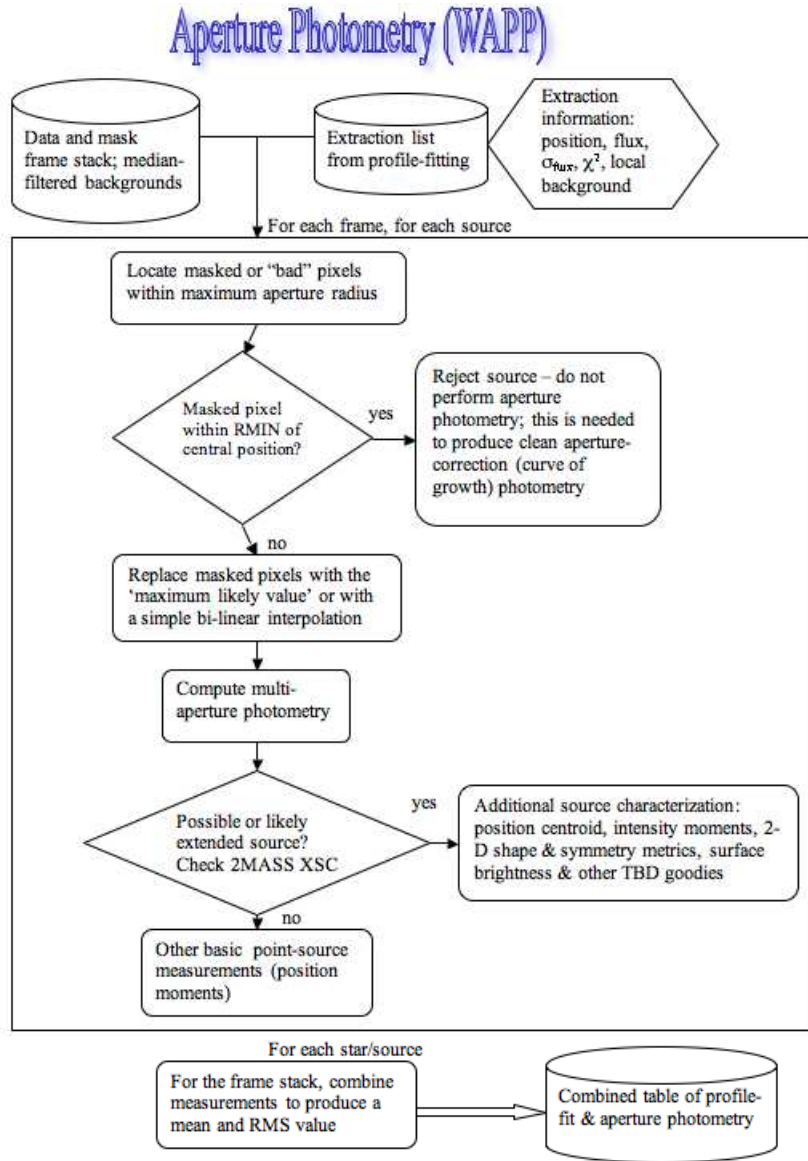 Aperture Photometry (WAPP)
Data and mask
frame stack; median-
filtered backgrounds
Extraction list
from profile-fitting
Extraction
information:
position, flux,
σflux, χ², local
background
For each frame, for each source
Locate masked or “bad” pixels
within maximum aperture radius
Masked pixel
within RMIN of
central position?
yes
Reject source – do not
perform aperture
photometry; this is needed
to produce clean aperture-
correction (curve of
growth) photometry
no
Replace masked pixels with the
‘maximum likely value’ or with
a simple bi-linear interpolation
Compute multi-
aperture photometry
Possible or likely
extended source?
Check 2MASS XSC
yes
Additional source characterization:
position centroid, intensity moments, 2-
D shape & symmetry metrics, surface
brightness & other TBD goodies
no
Other basic point-source
measurements (position
moments)
For each star/source
For the frame stack, combine
measurements to produce a
mean and RMS value
Combined table of profile-
fit & aperture photometry